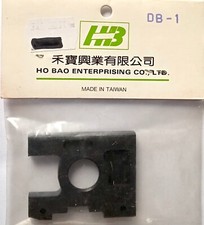 DB-1
HB
禾寶興業有限公司
HO BAO ENTERPRISING CO., LTD.
MADE IN TAIWAN